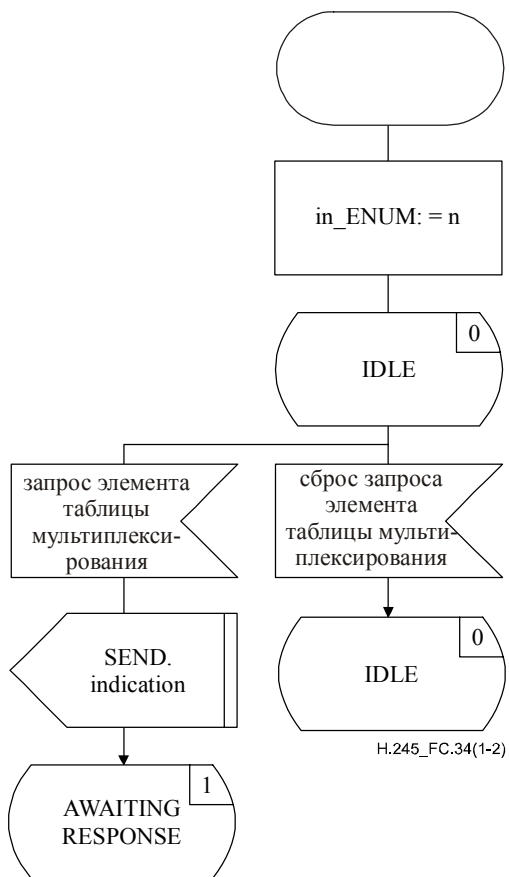 in_ENUM: = n
0
IDLE
запрос элемента
таблицы
мультиплекси-
рования
сброс запроса
элемента
таблицы мульти-
плексирования
SEND.
indication
0
IDLE
H.245_FC.34(1-2)
1
AWAITING
RESPONSE